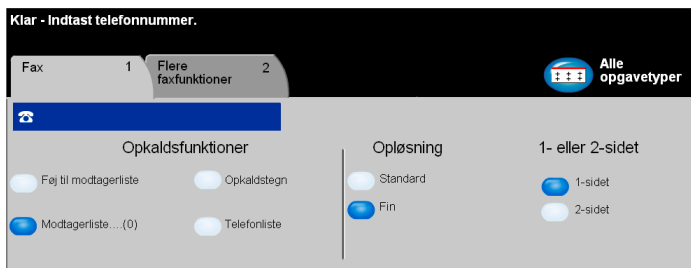 Klar - Indtast telefonnummer.
Fax 1
Flere faxfunktioner 2
Alle opgavetyper
Opkaldsfunktioner
Opløsning
1- eller 2-sidet
Føj til modtagerliste
Opkaldstegn
Standard
1-sidet
Modtagerliste....(0)
Telefonliste
Fin
2-sidet